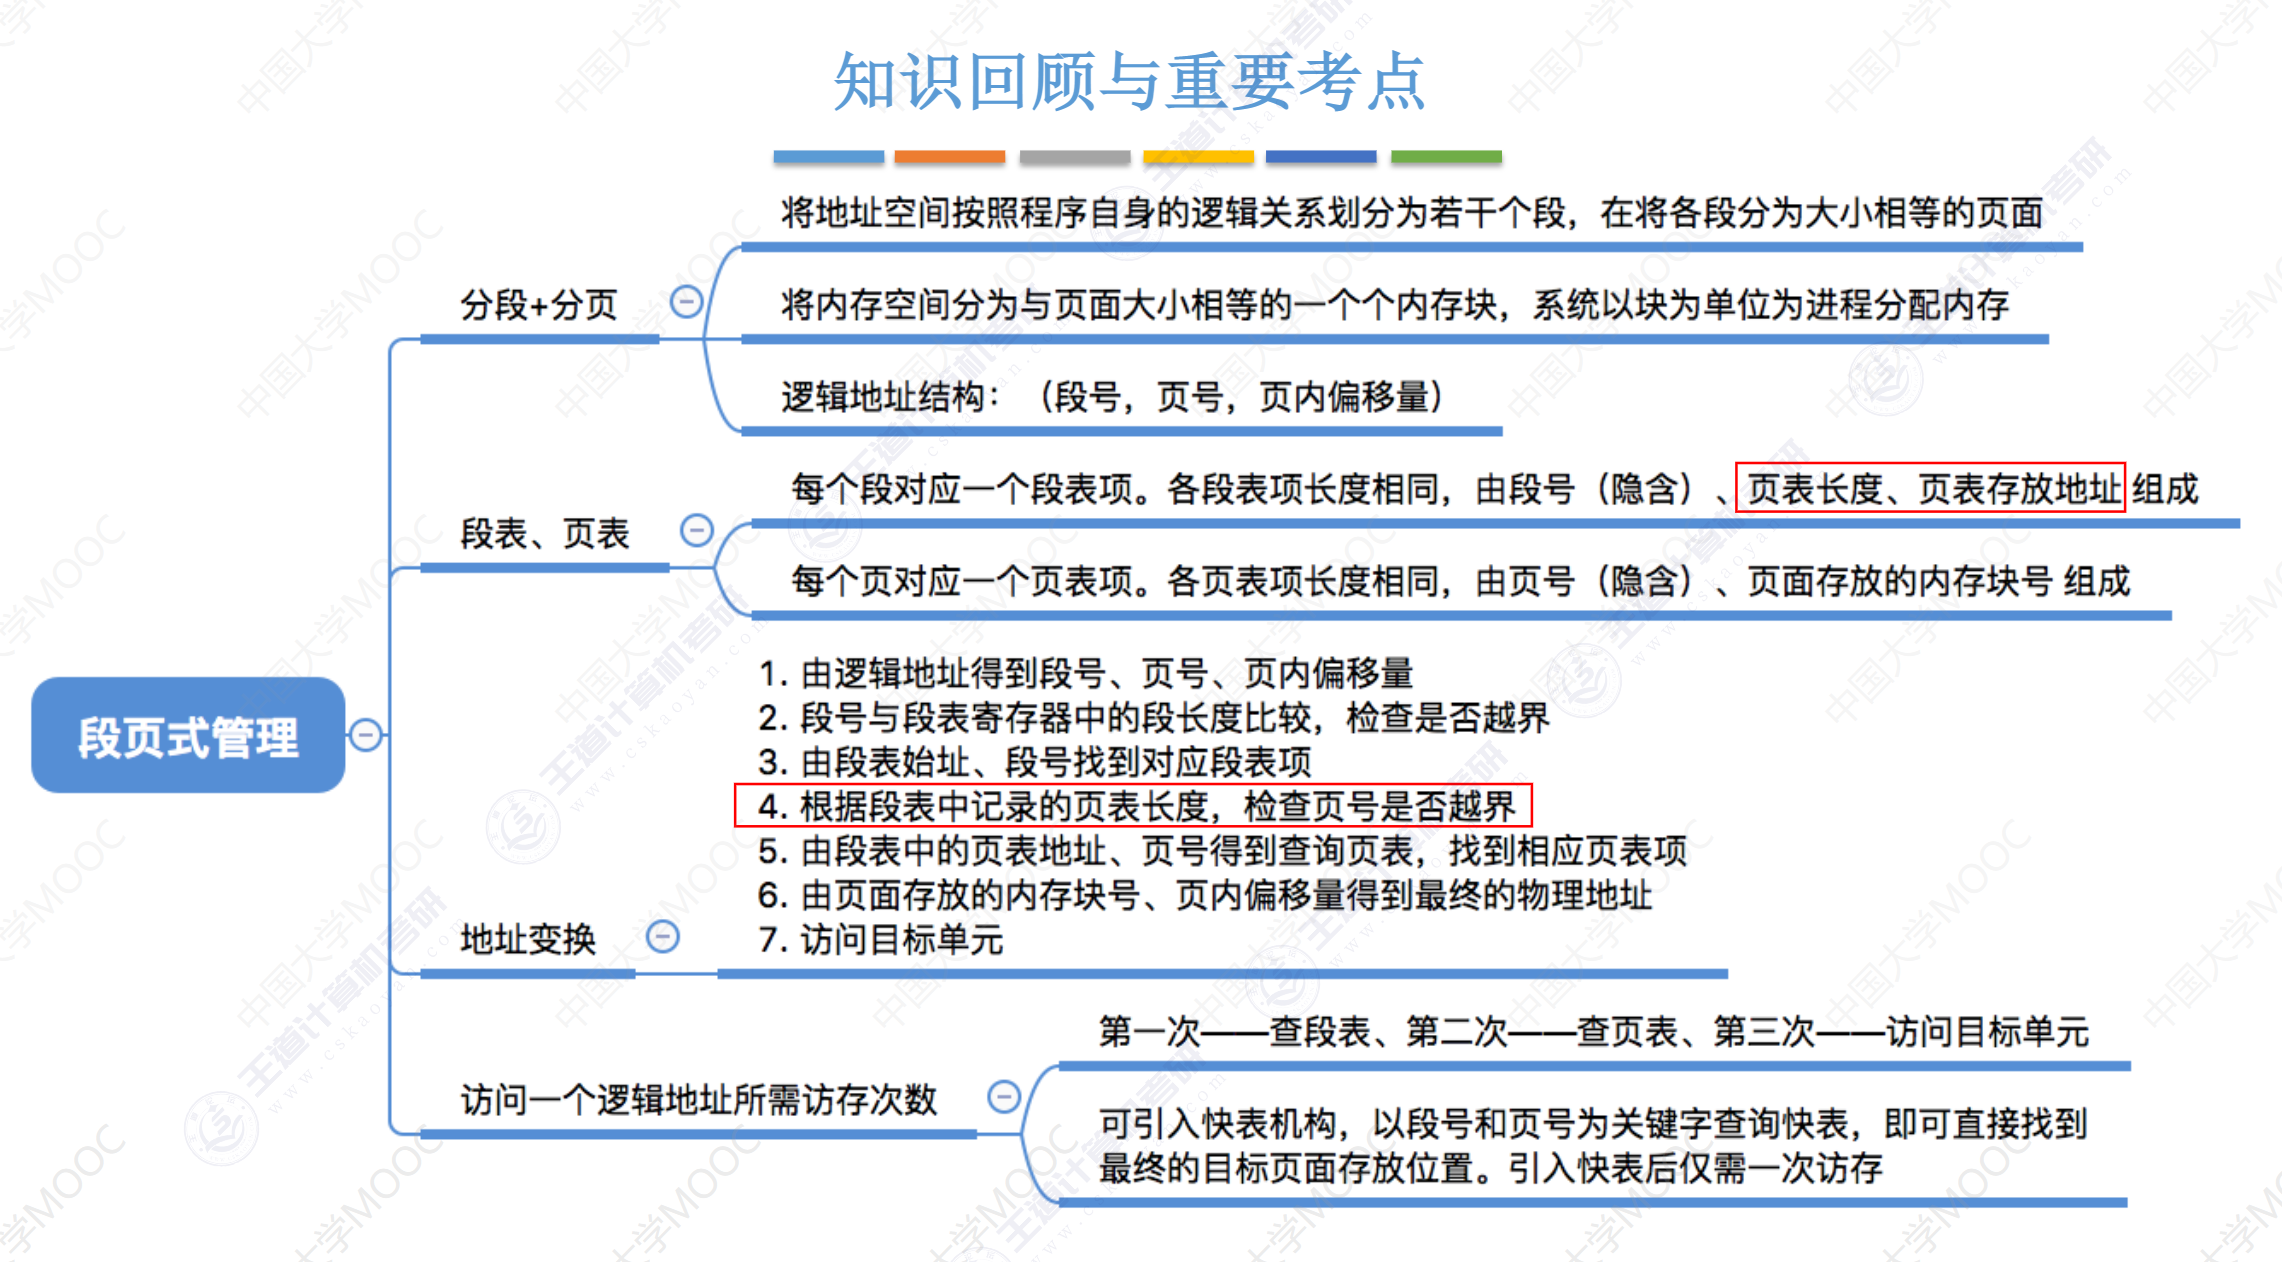 知识回顾与重要考点
将地址空间按照程序自身的逻辑关系划分为若干个段，在将各段分为大小相等的页面
分段+分页
将内存空间分为与页面大小相等的一个个内存块，系统以块为单位为进程分配内存
逻辑地址结构：（段号，页号，页内偏移量）
每个段对应一个段表项。各段表项长度相同，由段号（隐含）、页表长度、页表存放地址 组成
段表、页表
每个页对应一个页表项。各页表项长度相同，由页号（隐含）、页面存放的内存块号 组成
段页式管理
1. 由逻辑地址得到段号、页号、页内偏移量
2. 段号与段表寄存器中的段长度比较，检查是否越界
3. 由段表始址、段号找到对应段表项
4. 根据段表中记录的页表长度，检查页号是否越界
5. 由段表中的页表地址、页号得到查询页表，找到相应页表项
6. 由页面存放的内存块号、页内偏移量得到最终的物理地址
7. 访问目标单元
地址变换
第一次——查段表、第二次——查页表、第三次——访问目标单元
访问一个逻辑地址所需访存次数
可引入快表机构，以段号和页号为关键字查询快表，即可直接找到
最终的目标页面存放位置。引入快表后仅需一次访存
中国大学MOOC
王道计算机考研
www.cskaoyan.com